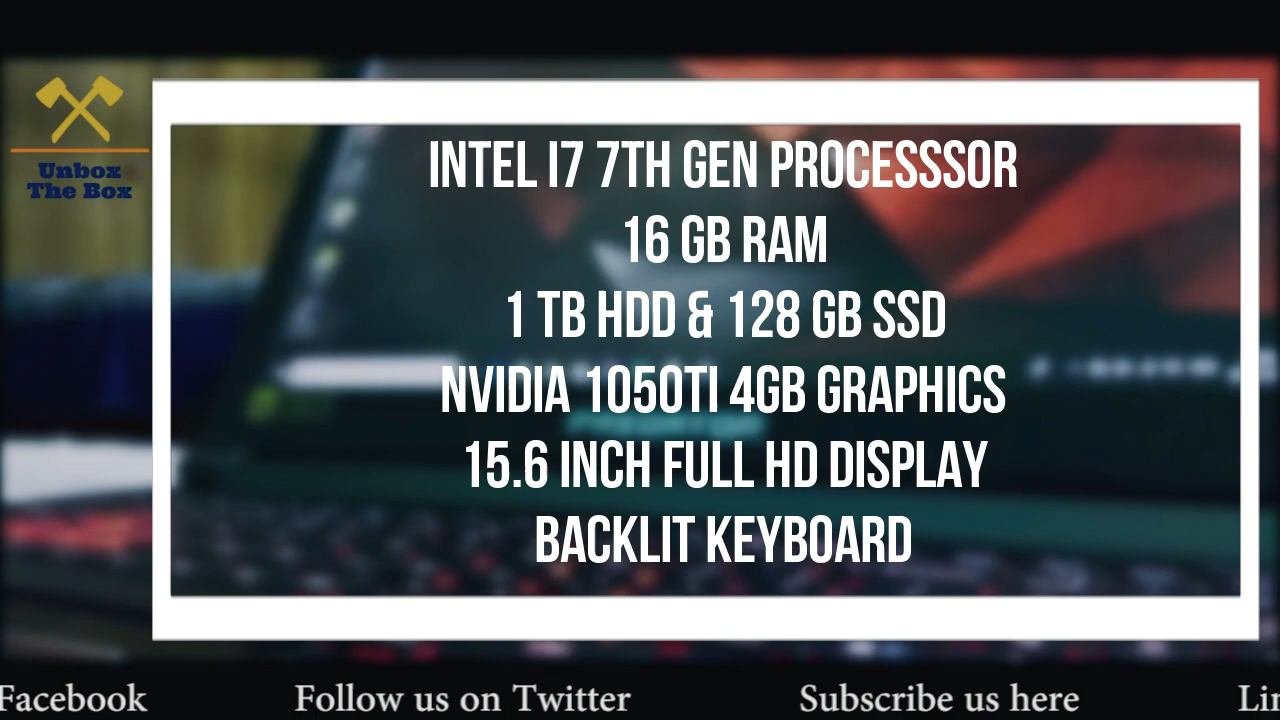 Unbox
The Box
INTEL I7 7TH GEN PROCESSSOR
16 GB RAM
1 TB HDD & 128 GB SSD
NVIDIA 1050TI 4GB GRAPHICS
15.6 INCH FULL HD DISPLAY
BACKLIT KEYBOARD
Facebook Follow us on Twitter Subscribe us here